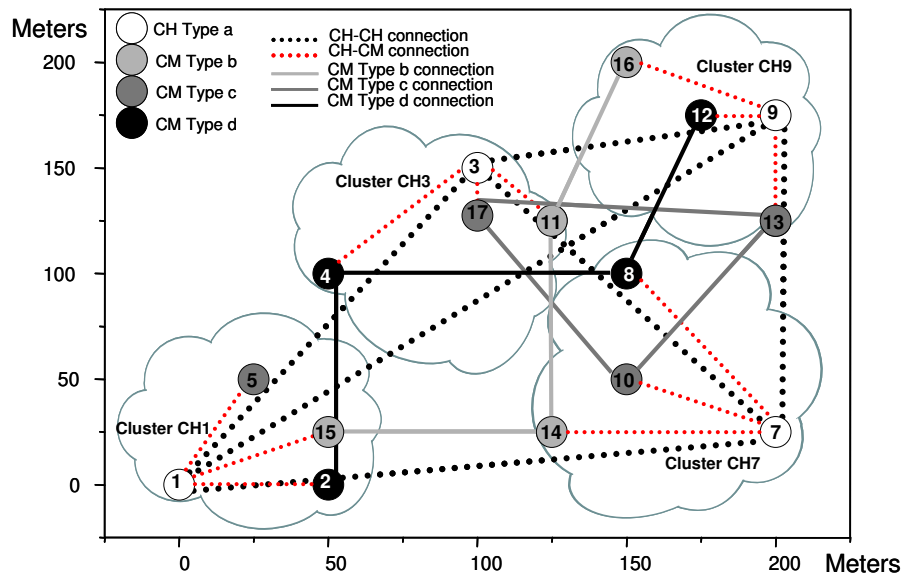 Meters
200
150
100
50
0
CH Type a
CM Type b
CM Type c
CM Type d
CH-CH connection
CH-CM connection
CM Type b connection
CM Type c connection
CM Type d connection
Cluster CH9
16
12
9
Cluster CH3
3
17
11
13
4
8
5
10
Cluster CH1
15
14
7
Cluster CH7
1
2
0
50
100
150
200
Meters